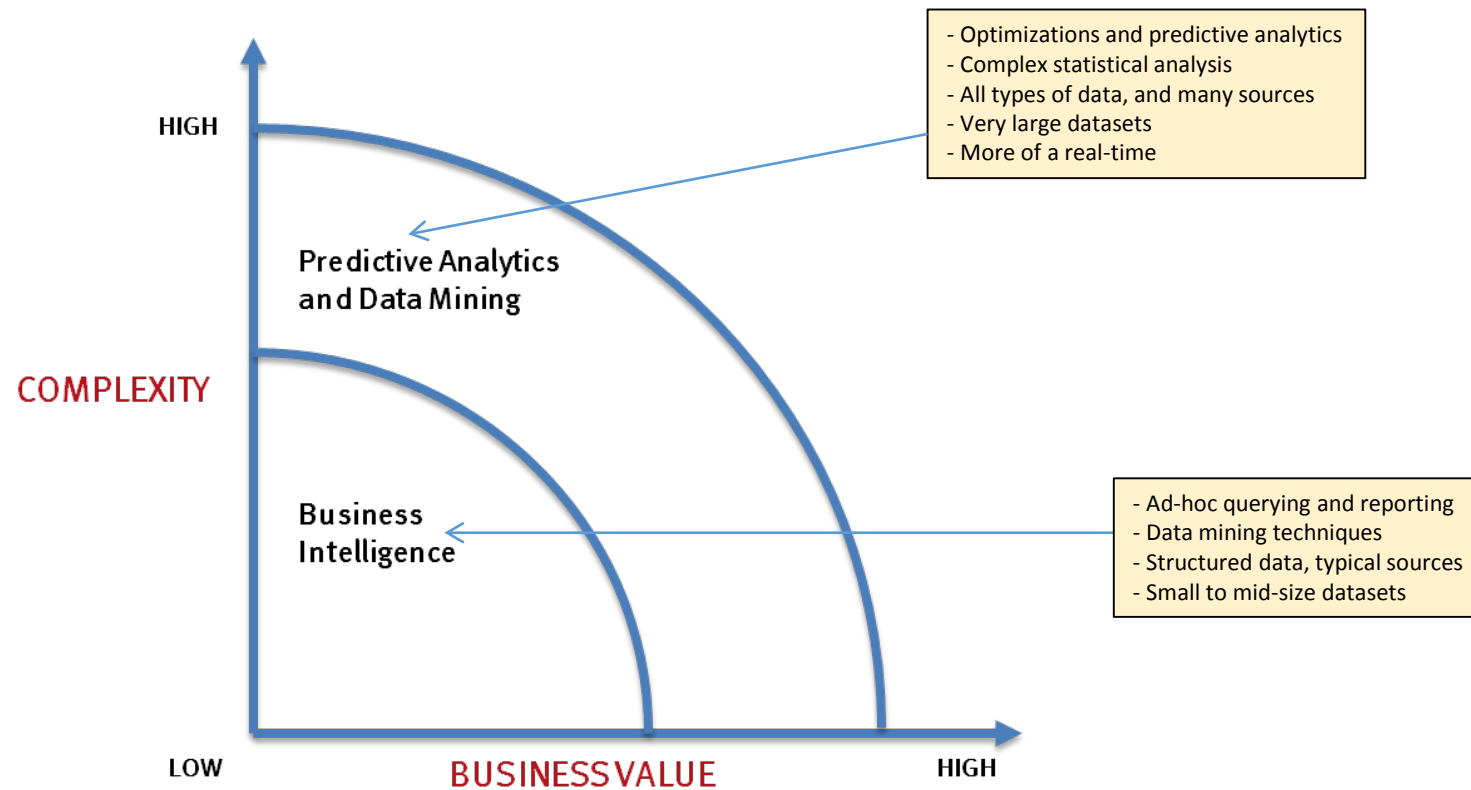 - Optimizations and predictive analytics
- Complex statistical analysis
- All types of data, and many sources
- Very large datasets
- More of a real-time
HIGH
Predictive Analytics
and Data Mining
COMPLEXITY
Business
Intelligence
- Ad-hoc querying and reporting
- Data mining techniques
- Structured data, typical sources
- Small to mid-size datasets
LOW
BUSINESS VALUE
HIGH